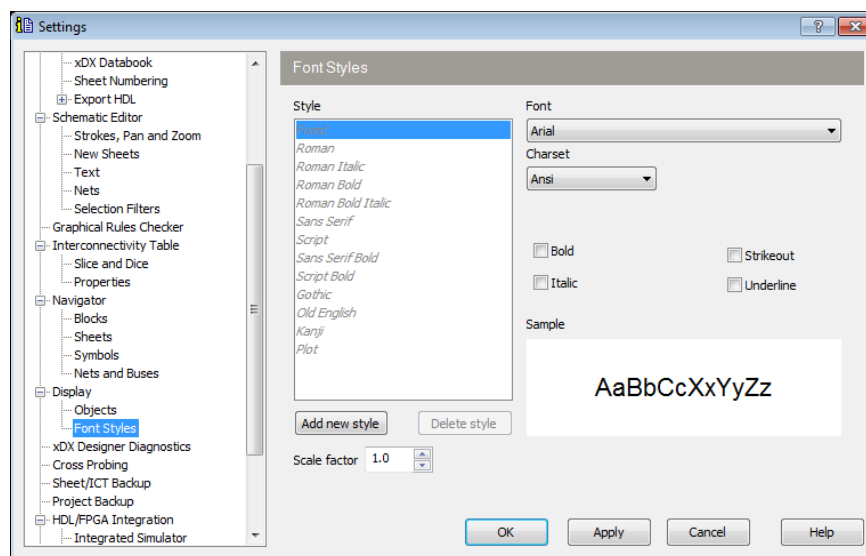 Settings
xDX Databook
Sheet Numbering
Export HDL
Schematic Editor
Strokes, Pan and Zoom
New Sheets
Text
Nets
Selection Filters
Graphical Rules Checker
Interconnectivity Table
Slice and Dice
Properties
Navigator
Blocks
Sheets
Symbols
Nets and Buses
Display
Objects
Font Styles
xDX Designer Diagnostics
Cross Probing
Sheet/ICT Backup
Project Backup
HDL/FPGA Integration
Integrated Simulator
Font Styles
Style
Fixed
Roman
Roman Italic
Roman Bold
Roman Bold Italic
Sans Serif
Script
Sans Serif Bold
Script Bold
Gothic
Old English
Kanji
Plot
Add new style
Delete style
Scale factor 1.0
Font
Arial
Charset
Ansi
Bold
Strikeout
Italic
Underline
Sample
AaBbCcXxYyZz
OK
Apply
Cancel
Help